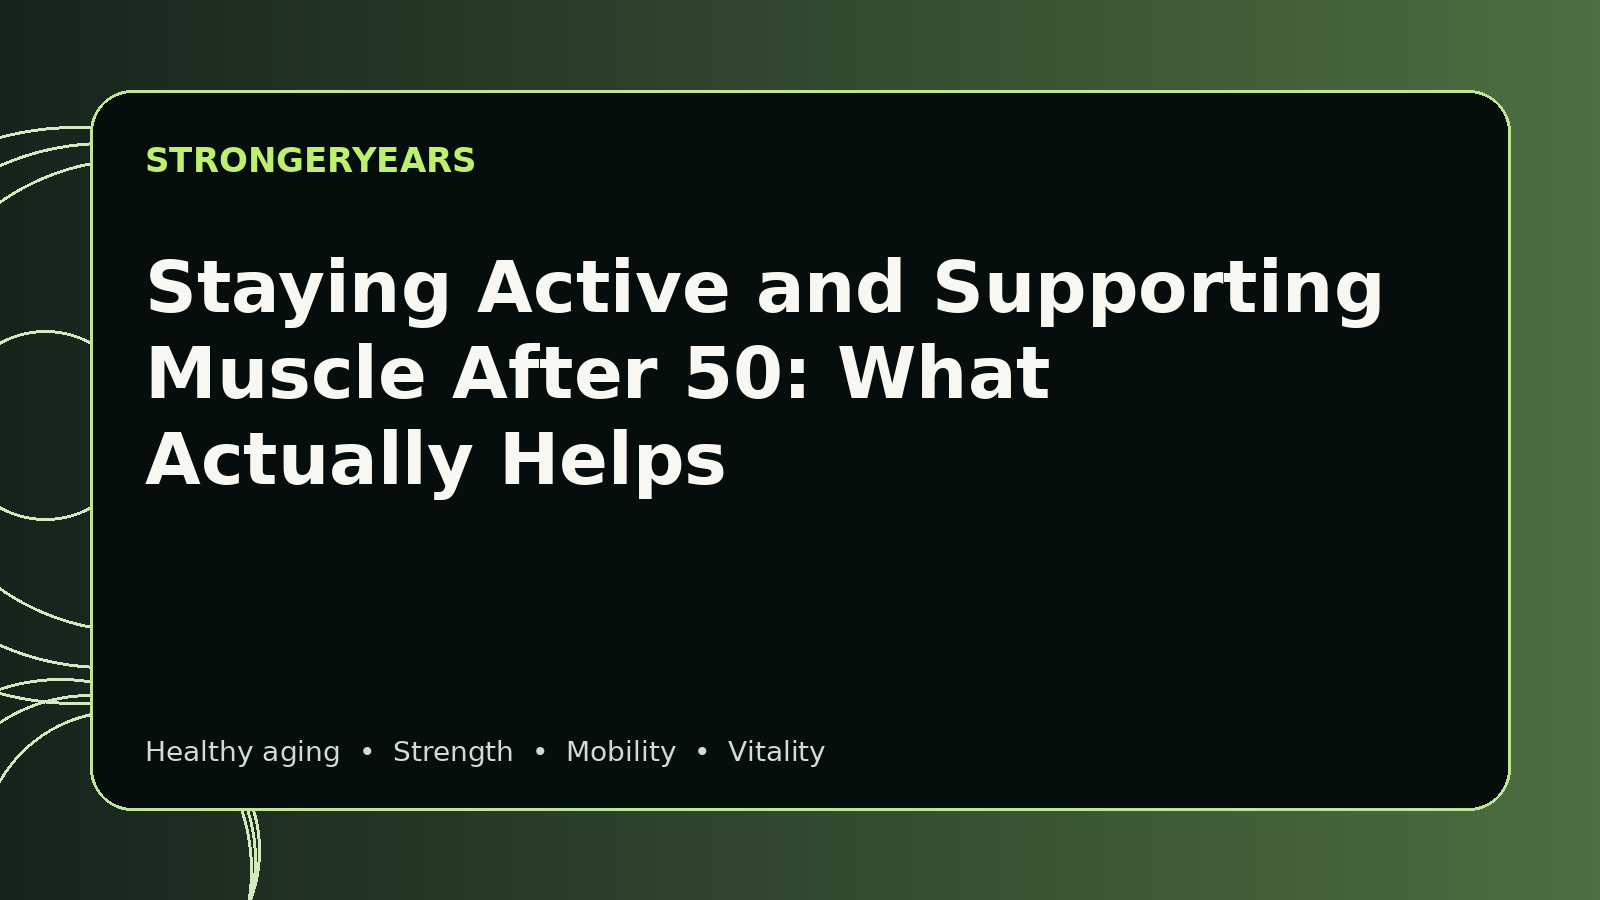 STRONGERYEARS
Staying Active and Supporting
Muscle After 50: What
Actually Helps
Healthy aging • Strength • Mobility • Vitality